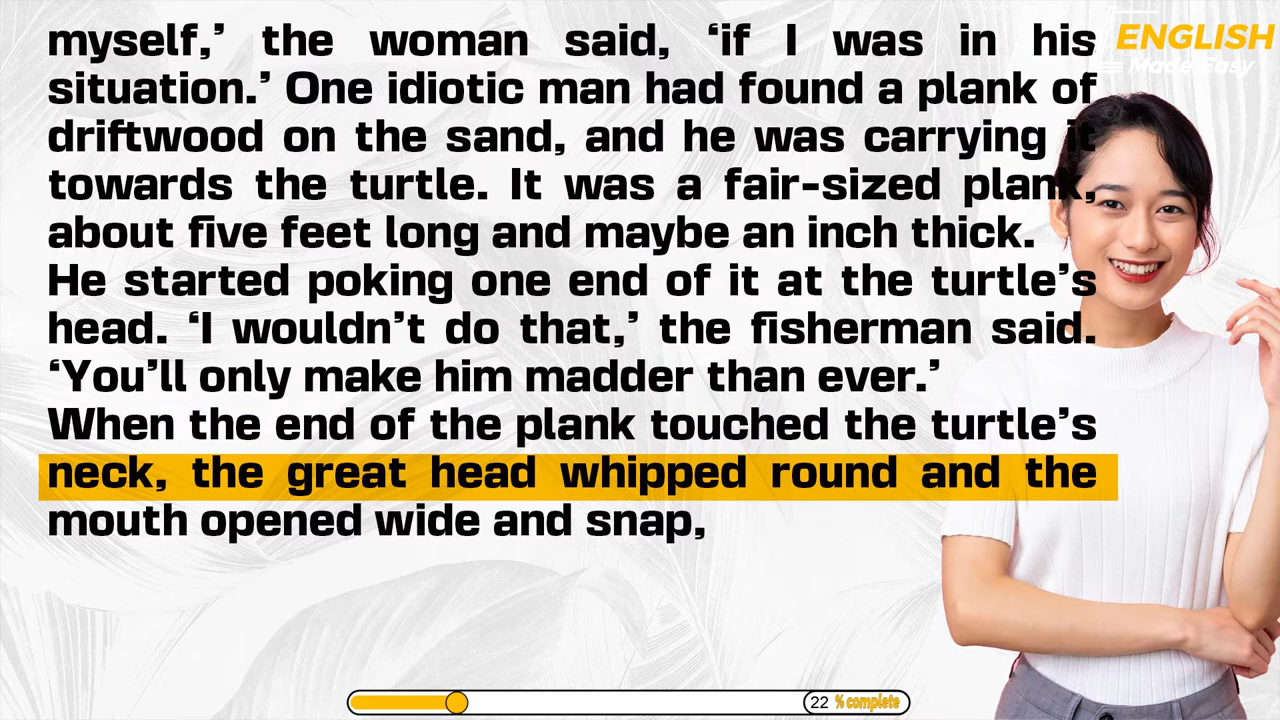 myself,’ the woman said, ‘if I was in his
situation.’ One idiotic man had found a plank of
driftwood on the sand, and he was carrying it
towards the turtle. It was a fair-sized plank,
about five feet long and maybe an inch thick.
He started poking one end of it at the turtle’s
head. ‘I wouldn’t do that,’ the fisherman said.
‘You’ll only make him madder than ever.’
When the end of the plank touched the turtle’s
neck, the great head whipped round and the
mouth opened wide and snap,
ENGLISH
Made Easy
22 % complete